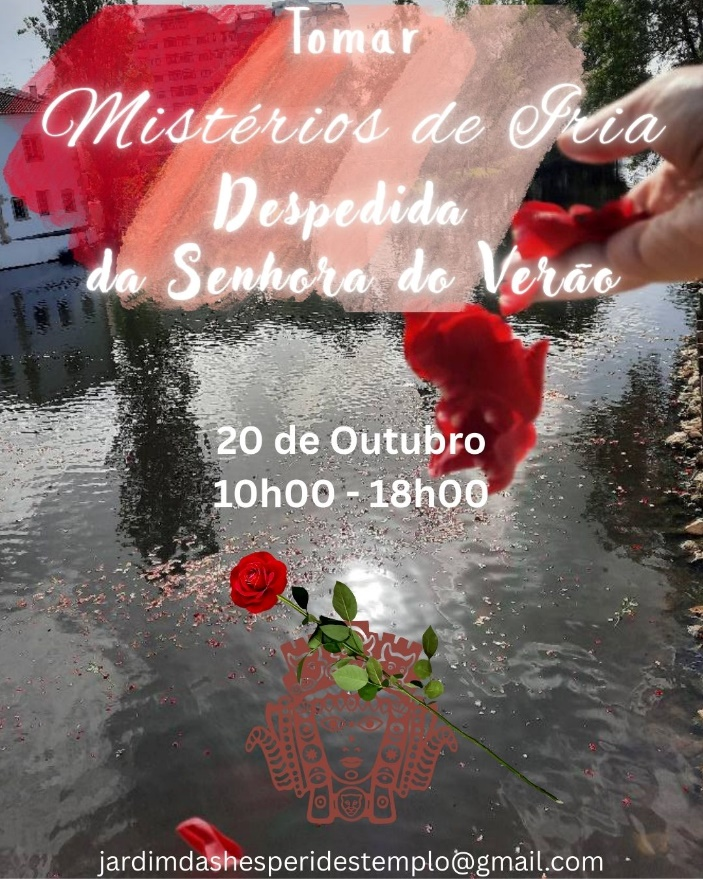 Tomar
Mistérios de Iria
Despedida
da Senhora do Verão
20 de Outubro
10h00 - 18h00
jardimdashesperidestemplo@gmail.com